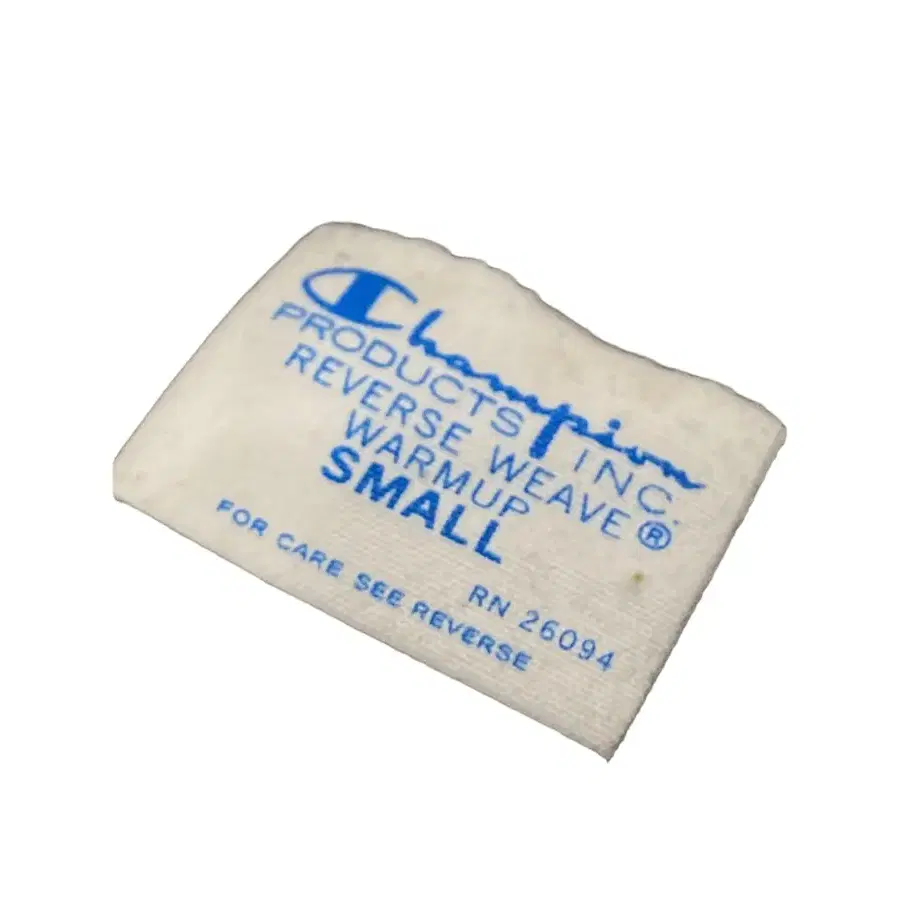 Champion
PRODUCTS INC.
REVERSE WEAVE®
WARMUP
SMALL
RN 26094
FOR CARE SEE REVERSE